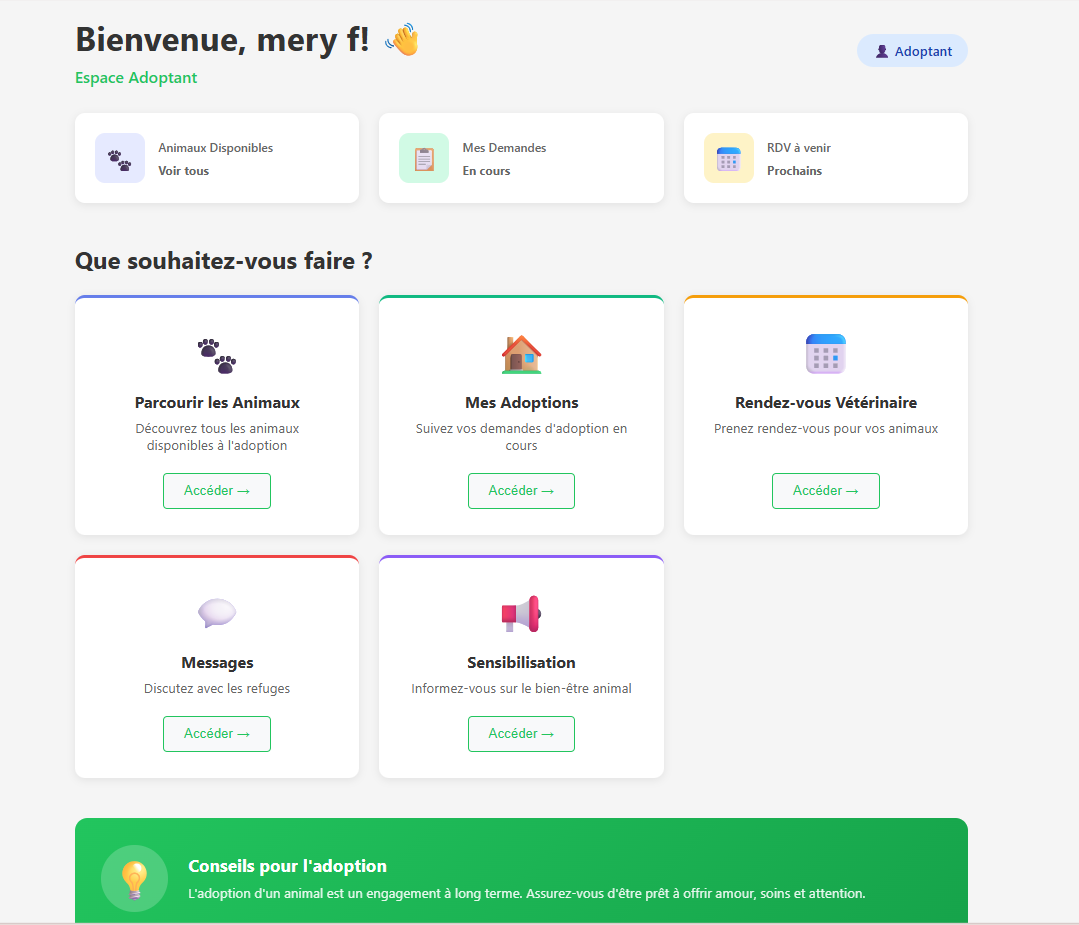 Bienvenue, mery f! 👋
Espace Adoptant
👤 Adoptant
Animaux Disponibles
Voir tous
Mes Demandes
En cours
RDV à venir
Prochains
Que souhaitez-vous faire ?
Parcourir les Animaux
Découvrez tous les animaux
disponibles à l'adoption
Accéder →
Mes Adoptions
Suivez vos demandes d'adoption en
cours
Accéder →
Rendez-vous Vétérinaire
Prenez rendez-vous pour vos animaux
Accéder →
Messages
Discutez avec les refuges
Accéder →
Sensibilisation
Informez-vous sur le bien-être animal
Accéder →
Conseils pour l'adoption
L'adoption d'un animal est un engagement à long terme. Assurez-vous d'être prêt à offrir amour, soins et attention.